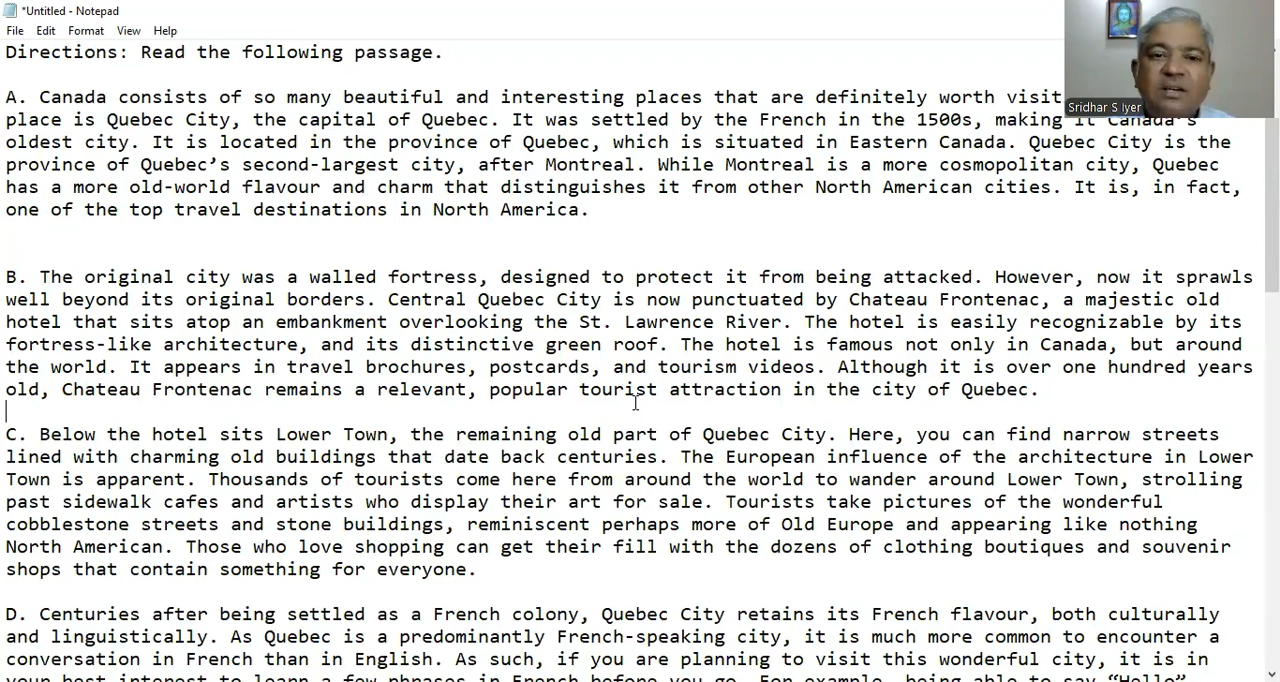 *Untitled - Notepad
File Edit Format View Help
Directions: Read the following passage.
A. Canada consists of so many beautiful and interesting places that are definitely worth visit
place is Quebec City, the capital of Quebec. It was settled by the French in the 1500s, making it Canada's
oldest city. It is located in the province of Quebec, which is situated in Eastern Canada. Quebec City is the
province of Quebec’s second-largest city, after Montreal. While Montreal is a more cosmopolitan city, Quebec
has a more old-world flavour and charm that distinguishes it from other North American cities. It is, in fact,
one of the top travel destinations in North America.
B. The original city was a walled fortress, designed to protect it from being attacked. However, now it sprawls
well beyond its original borders. Central Quebec City is now punctuated by Chateau Frontenac, a majestic old
hotel that sits atop an embankment overlooking the St. Lawrence River. The hotel is easily recognizable by its
fortress-like architecture, and its distinctive green roof. The hotel is famous not only in Canada, but around
the world. It appears in travel brochures, postcards, and tourism videos. Although it is over one hundred years
old, Chateau Frontenac remains a relevant, popular tourist attraction in the city of Quebec.
C. Below the hotel sits Lower Town, the remaining old part of Quebec City. Here, you can find narrow streets
lined with charming old buildings that date back centuries. The European influence of the architecture in Lower
Town is apparent. Thousands of tourists come here from around the world to wander around Lower Town, strolling
past sidewalk cafes and artists who display their art for sale. Tourists take pictures of the wonderful
cobblestone streets and stone buildings, reminiscent perhaps more of Old Europe and appearing like nothing
North American. Those who love shopping can get their fill with the dozens of clothing boutiques and souvenir
shops that contain something for everyone.
D. Centuries after being settled as a French colony, Quebec City retains its French flavour, both culturally
and linguistically. As Quebec is a predominantly French-speaking city, it is much more common to encounter a
conversation in French than in English. As such, if you are planning to visit this wonderful city, it is in
your best interest to learn a few phrases in French before you go. For example, being able to say “Hello”
Sridhar S Iyer